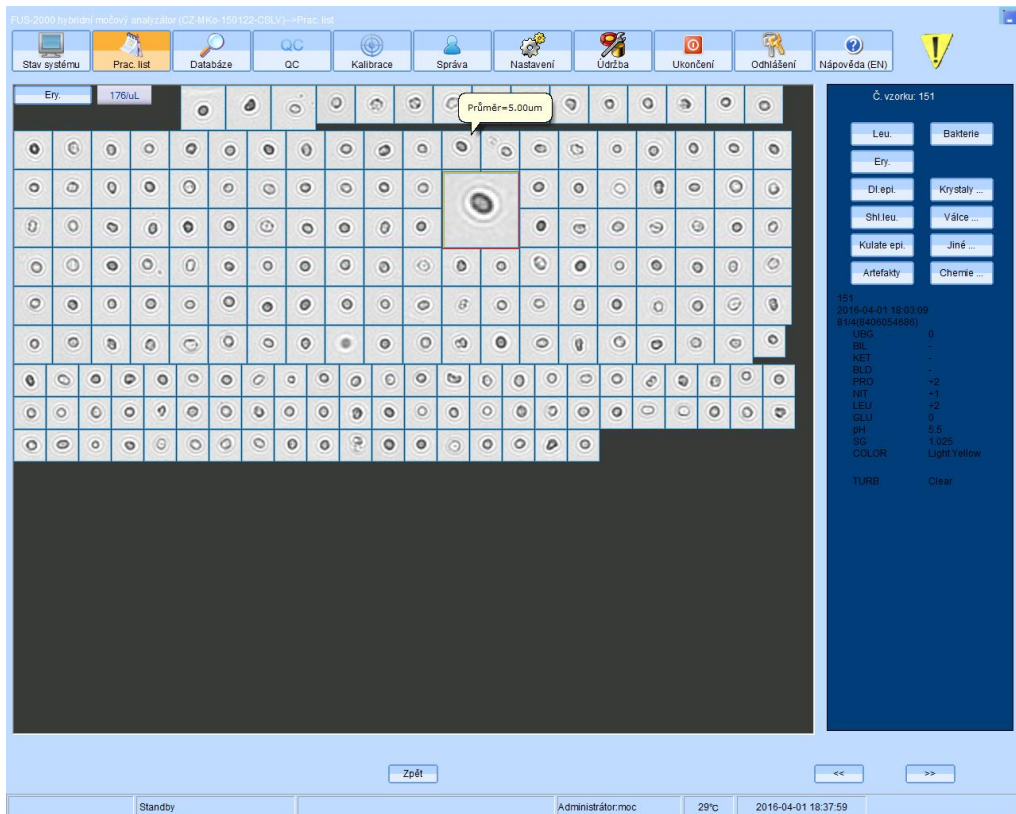 FUS-2000 hybridní močový analyzátor (CZ-MKo-150122-CSLV)-->Prac. list
Stav systému
Prac. list
Databáze
QC
QC
Kalibrace
Správa
Nastavení
Údržba
Ukončení
Odhlášení
Nápověda (EN)
Ery.
176/uL
Průměr=5.00um
Č. vzorku: 151
Leu.
Bakterie
Ery.
Dl.epi.
Krystaly ...
Shl.leu.
Válce ...
Kulate epi.
Jiné ...
Artefakty
Chemie ...
151
2016-04-01 18:03:09
81/4(8406054686)
UBG 0
BIL -
KET -
BLD -
PRO +2
NIT +1
LEU +2
GLU 0
pH 5.5
SG 1.025
COLOR Light Yellow
TURB Clear
Zpět
<<
>>
Standby
Administrátor:moc
29℃
2016-04-01 18:37:59